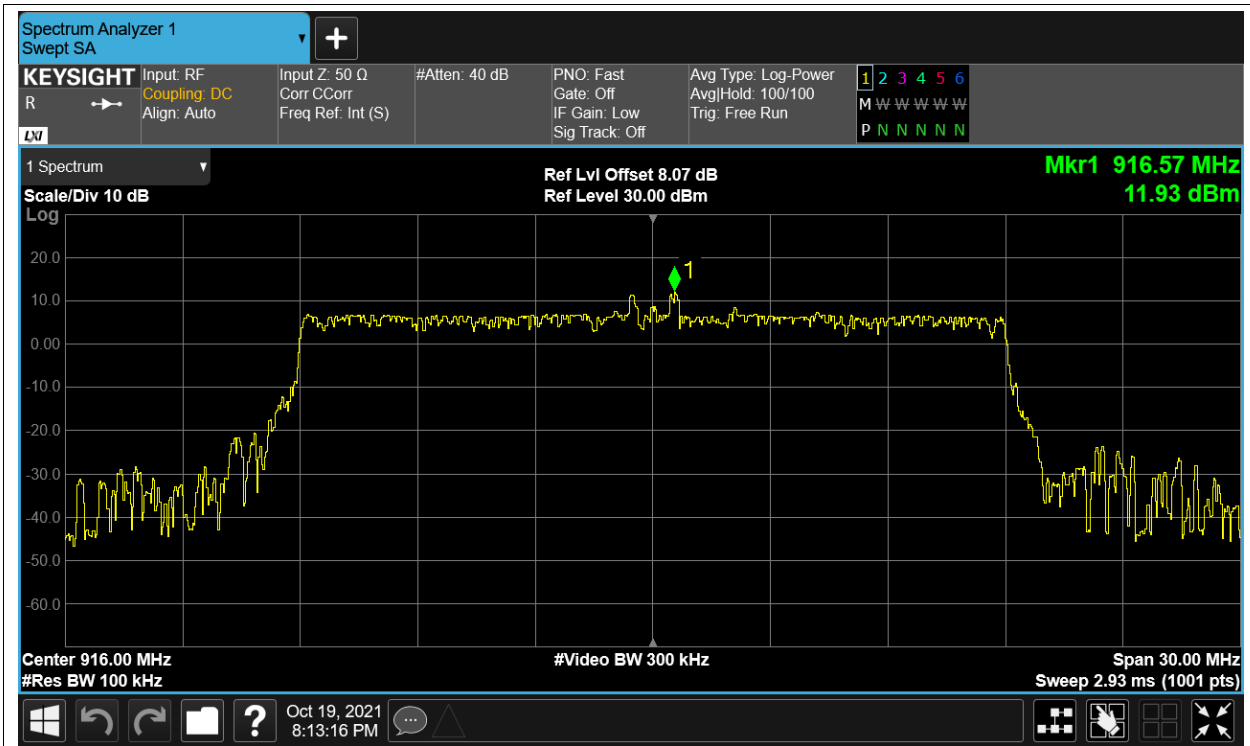 Spectrum Analyzer 1
Swept SA
KEYSIGHT
R
LXI
Input: RF
Coupling: DC
Align: Auto
Input Z: 50 Ω
Corr CCorr
Freq Ref: Int (S)
#Atten: 40 dB
PNO: Fast
Gate: Off
IF Gain: Low
Sig Track: Off
Avg Type: Log-Power
Avg|Hold: 100/100
Trig: Free Run
1 2 3 4 5 6
M W W W W W
P N N N N N
1 Spectrum
Scale/Div 10 dB
Log
Ref Lvl Offset 8.07 dB
Ref Level 30.00 dBm
Mkr1 916.57 MHz
11.93 dBm
1
20.0
10.0
0.00
-10.0
-20.0
-30.0
-40.0
-50.0
-60.0
Center 916.00 MHz
#Res BW 100 kHz
#Video BW 300 kHz
Span 30.00 MHz
Sweep 2.93 ms (1001 pts)
?
Oct 19, 2021
8:13:16 PM